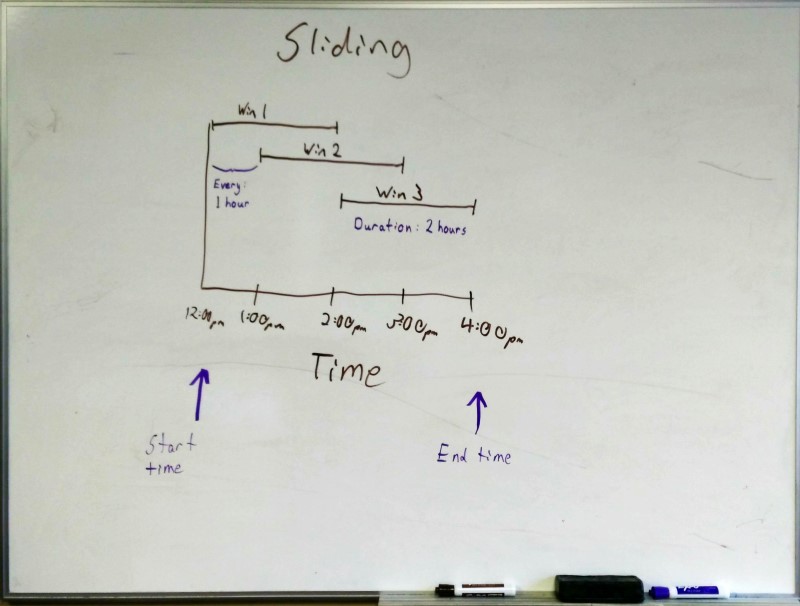 Sliding
Win 1
Win 2
Every:
1 hour
Win 3
Duration: 2 hours
12:00pm 1:00pm 2:00pm 3:00pm 4:00pm
Time
Start
time
End time